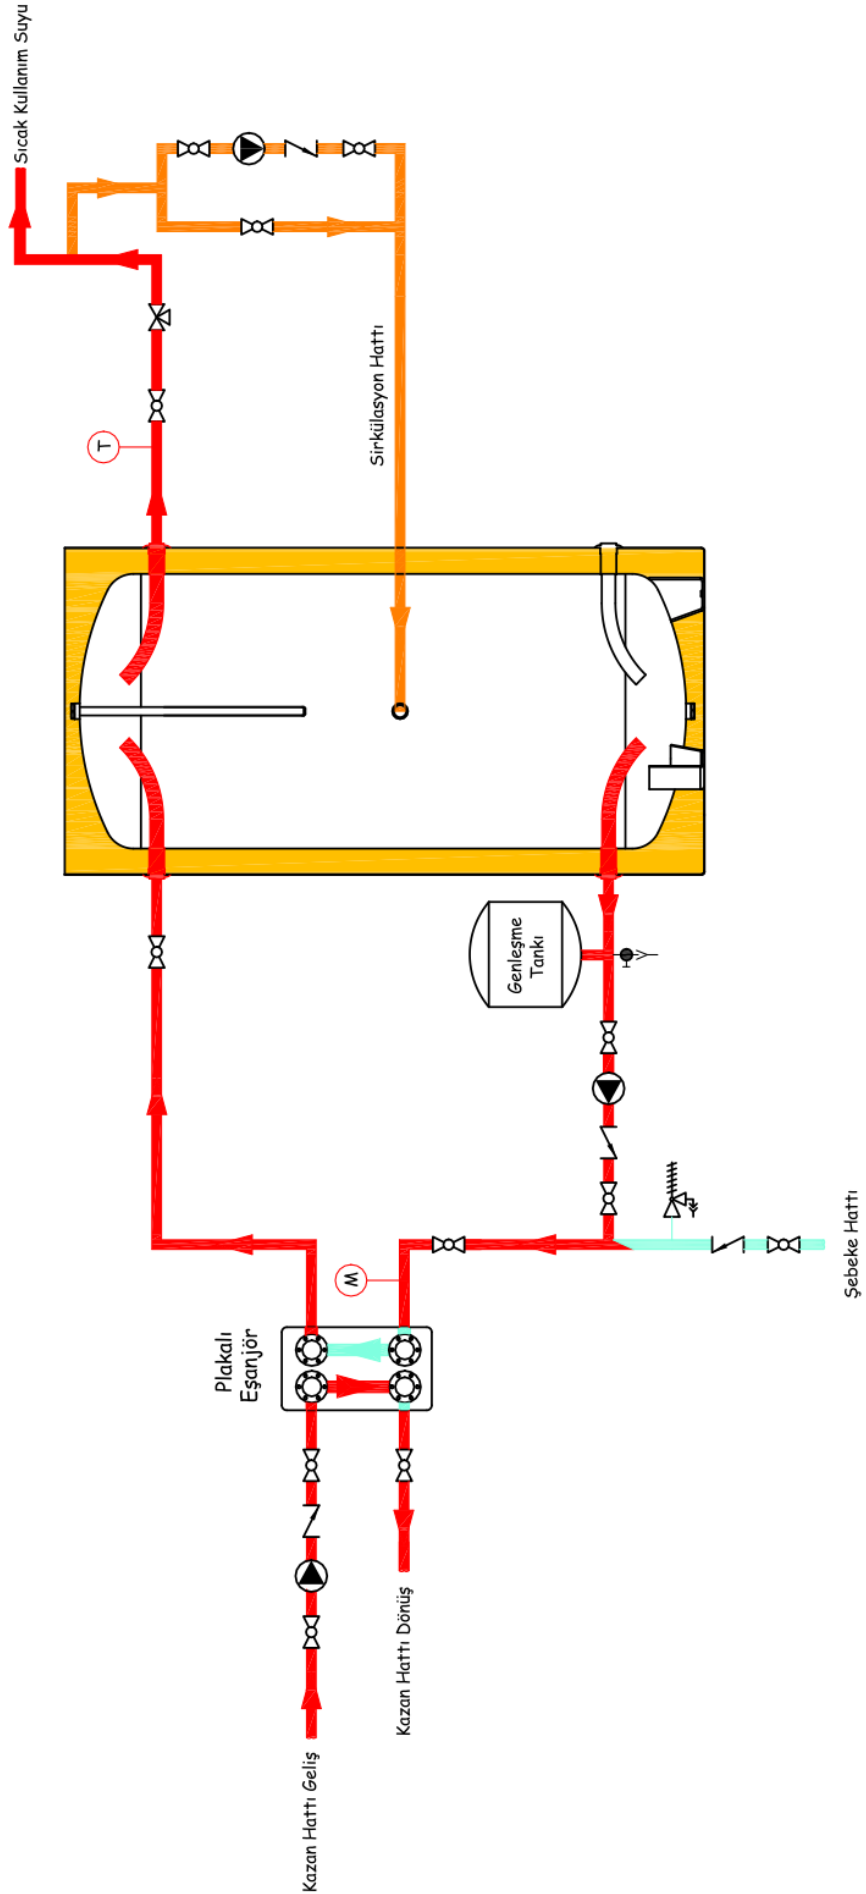 Sıcak Kullanım Suyu
T
Sirkülasyon Hattı
Genleşme
Tankı
Şebeke Hattı
W
Plakalı
Eşanjör
Kazan Hattı Dönüş
Kazan Hattı Geliş